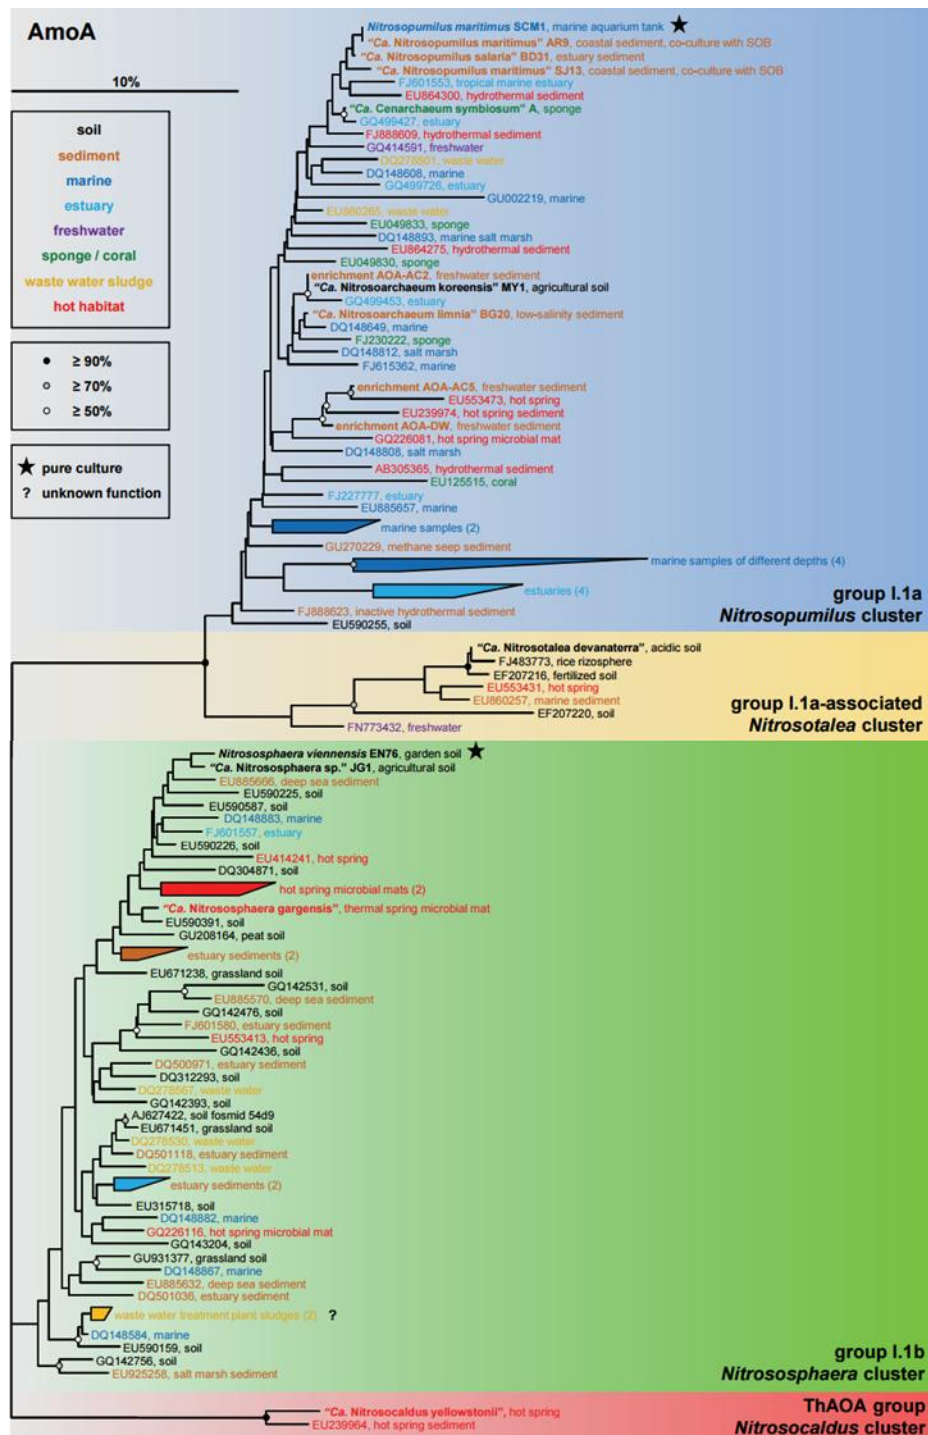 AmoA
10%
soil
sediment
marine
estuary
freshwater
sponge / coral
waste water sludge
hot habitat
≥ 90%
≥ 70%
≥ 50%
★ pure culture
? unknown function
Nitrosopumilus maritimus SCM1, marine aquarium tank ★
“Ca. Nitrosopumilus maritimus” AR9, coastal sediment, co-culture with SOB
“Ca. Nitrosopumilus salaria” BD31, estuary sediment
“Ca. Nitrosopumilus maritimus” SJ13, coastal sediment, co-culture with SOB
FJ601553, tropical marine estuary
EU864300, hydrothermal sediment
“Ca. Cenarchaeum symbiosum” A, sponge
GQ499427, estuary
FJ888609, hydrothermal sediment
GQ414591, freshwater
DQ278501, waste water
DQ148608, marine
GQ499726, estuary
GU002219, marine
EU860265, waste water
EU049833, sponge
DQ148893, marine salt marsh
EU864275, hydrothermal sediment
EU049830, sponge
enrichment AOA-AC2, freshwater sediment
“Ca. Nitrosoarchaeum koreensis” MY1, agricultural soil
GQ499453, estuary
“Ca. Nitrosoarchaeum limnia” BG20, low-salinity sediment
DQ148649, marine
FJ230222, sponge
DQ148812, salt marsh
FJ615362, marine
enrichment AOA-AC5, freshwater sediment
EU553473, hot spring
EU239974, hot spring sediment
enrichment AOA-DW, freshwater sediment
GQ226081, hot spring microbial mat
DQ148808, salt marsh
AB305365, hydrothermal sediment
EU125515, coral
FJ227777, estuary
EU885657, marine
marine samples (2)
GU270229, methane seep sediment
marine samples of different depths (4)
estuaries (4)
group I.1a
Nitrosopumilus cluster
FJ888623, inactive hydrothermal sediment
EU590255, soil
“Ca. Nitrosotalea devanaterra”, acidic soil
FJ483773, rice rizosphere
EF207216, fertilized soil
EU553431, hot spring
EU860257, marine sediment
EF207220, soil
FN773432, freshwater
group I.1a-associated
Nitrosotalea cluster
Nitrososphaera viennensis EN76, garden soil ★
“Ca. Nitrososphaera sp.” JG1, agricultural soil
EU885666, deep sea sediment
EU590225, soil
EU590587, soil
DQ148883, marine
FJ601557, estuary
EU590226, soil
EU414241, hot spring
DQ304871, soil
hot spring microbial mats (2)
“Ca. Nitrososphaera gargensis”, thermal spring microbial mat
EU590391, soil
GU208164, peat soil
estuary sediments (2)
EU671238, grassland soil
GQ142531, soil
EU885570, deep sea sediment
GQ142476, soil
FJ601580, estuary sediment
EU553413, hot spring
GQ142436, soil
DQ500971, estuary sediment
DQ312293, soil
DQ278567, waste water
GQ142393, soil
AJ627422, soil fosmid 54d9
EU671451, grassland soil
DQ278530, waste water
DQ501118, estuary sediment
DQ278513, waste water
estuary sediments (2)
EU315718, soil
DQ148882, marine
GQ226116, hot spring microbial mat
GQ143204, soil
GU931377, grassland soil
DQ148867, marine
EU885632, deep sea sediment
DQ501036, estuary sediment
waste water treatment plant sludges (2) ?
DQ148584, marine
EU590159, soil
GQ142756, soil
EU925258, salt marsh sediment
group I.1b
Nitrososphaera cluster
“Ca. Nitrosocaldus yellowstonii”, hot spring
EU239964, hot spring sediment
ThAOA group
Nitrosocaldus cluster